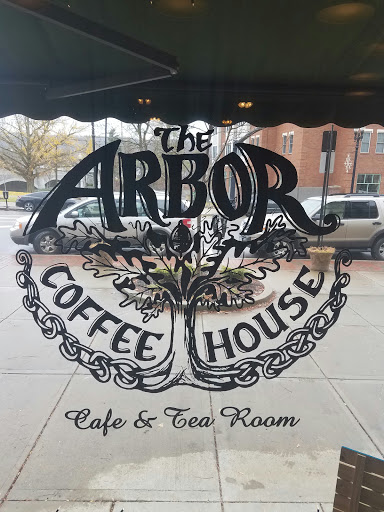 The
ARBOR
COFFEE HOUSE
Cafe & Tea Room